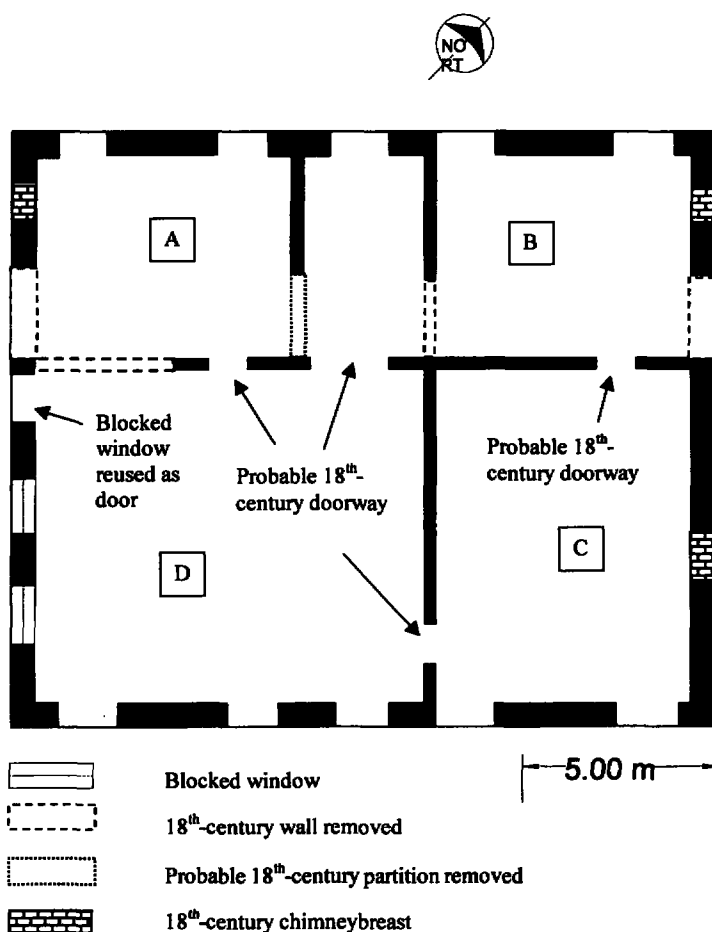 NO
RT
A
B
Blocked
window
reused as
door
Probable 18th-
century doorway
Probable 18th-
century doorway
D
C
5.00 m
Blocked window
18th-century wall removed
Probable 18th-century partition removed
18th-century chimneybreast